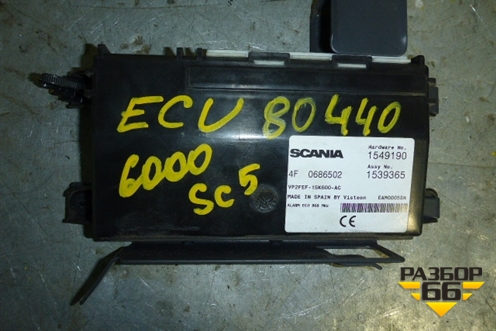 ECU 80440
6000
SC5
SCANIA
Hardware No.
1549190
4F 0686502
Assy No.
1539365
VP2F5F-15K600-AC
MADE IN SPAIN BY Visteon
CE
РАЗБОР
66